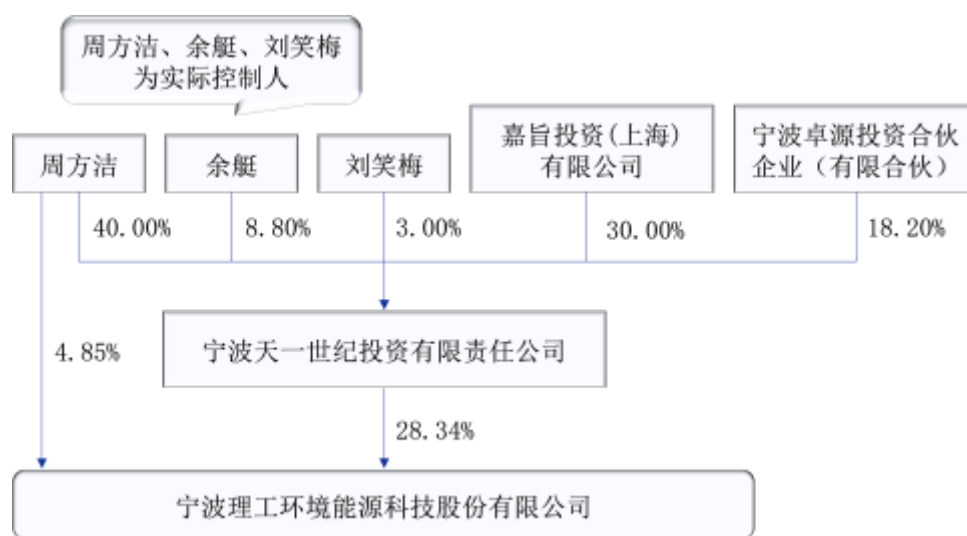 周方洁、余艇、刘笑梅
为实际控制人
周方洁
余艇
刘笑梅
嘉旨投资(上海)
有限公司
宁波卓源投资合伙
企业（有限合伙）
40.00%
8.80%
3.00%
30.00%
18.20%
4.85%
宁波天一世纪投资有限责任公司
28.34%
宁波理工环境能源科技股份有限公司